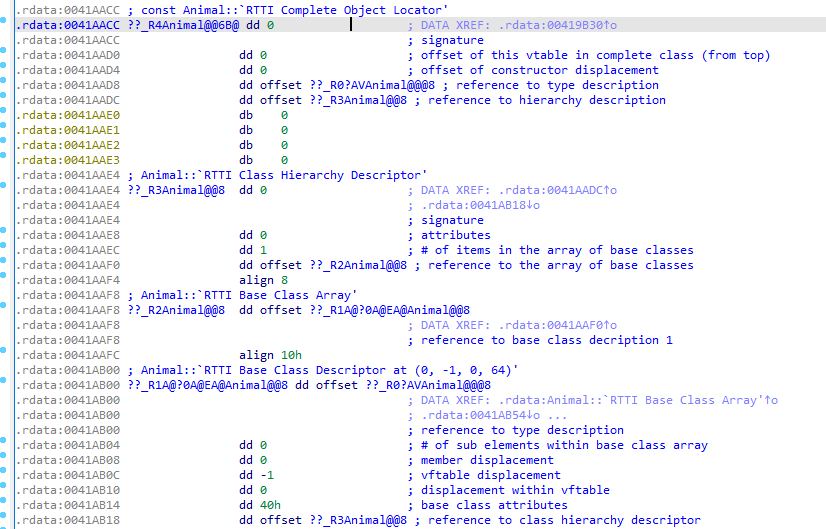 .rdata:0041AACC ; const Animal::`RTTI Complete Object Locator'
.rdata:0041AACC ??_R4Animal@@6B@ dd 0 ; DATA XREF: .rdata:00419B30↑o
.rdata:0041AACC ; signature
.rdata:0041AAD0 dd 0 ; offset of this vtable in complete class (from top)
.rdata:0041AAD4 dd 0 ; offset of constructor displacement
.rdata:0041AAD8 dd offset ??_R0?AVAnimal@@@8 ; reference to type description
.rdata:0041AADC dd offset ??_R3Animal@@8 ; reference to hierarchy description
.rdata:0041AAE0 db 0
.rdata:0041AAE1 db 0
.rdata:0041AAE2 db 0
.rdata:0041AAE3 db 0
.rdata:0041AAE4 ; Animal::`RTTI Class Hierarchy Descriptor'
.rdata:0041AAE4 ??_R3Animal@@8 dd 0 ; DATA XREF: .rdata:0041AADC↑o
.rdata:0041AAE4 ; .rdata:0041AB18↓o
.rdata:0041AAE4 ; signature
.rdata:0041AAE8 dd 0 ; attributes
.rdata:0041AAEC dd 1 ; # of items in the array of base classes
.rdata:0041AAF0 dd offset ??_R2Animal@@8 ; reference to the array of base classes
.rdata:0041AAF4 align 8
.rdata:0041AAF8 ; Animal::`RTTI Base Class Array'
.rdata:0041AAF8 ??_R2Animal@@8 dd offset ??_R1A@?0A@EA@Animal@@8
.rdata:0041AAF8 ; DATA XREF: .rdata:0041AAF0↑o
.rdata:0041AAF8 ; reference to base class decription 1
.rdata:0041AAFC align 10h
.rdata:0041AB00 ; Animal::`RTTI Base Class Descriptor at (0, -1, 0, 64)'
.rdata:0041AB00 ??_R1A@?0A@EA@Animal@@8 dd offset ??_R0?AVAnimal@@@8
.rdata:0041AB00 ; DATA XREF: .rdata:Animal::`RTTI Base Class Array'↑o
.rdata:0041AB00 ; .rdata:0041AB54↓o ...
.rdata:0041AB00 ; reference to type description
.rdata:0041AB04 dd 0 ; # of sub elements within base class array
.rdata:0041AB08 dd 0 ; member displacement
.rdata:0041AB0C dd -1 ; vftable displacement
.rdata:0041AB10 dd 0 ; displacement within vftable
.rdata:0041AB14 dd 40h ; base class attributes
.rdata:0041AB18 dd offset ??_R3Animal@@8 ; reference to class hierarchy descriptor